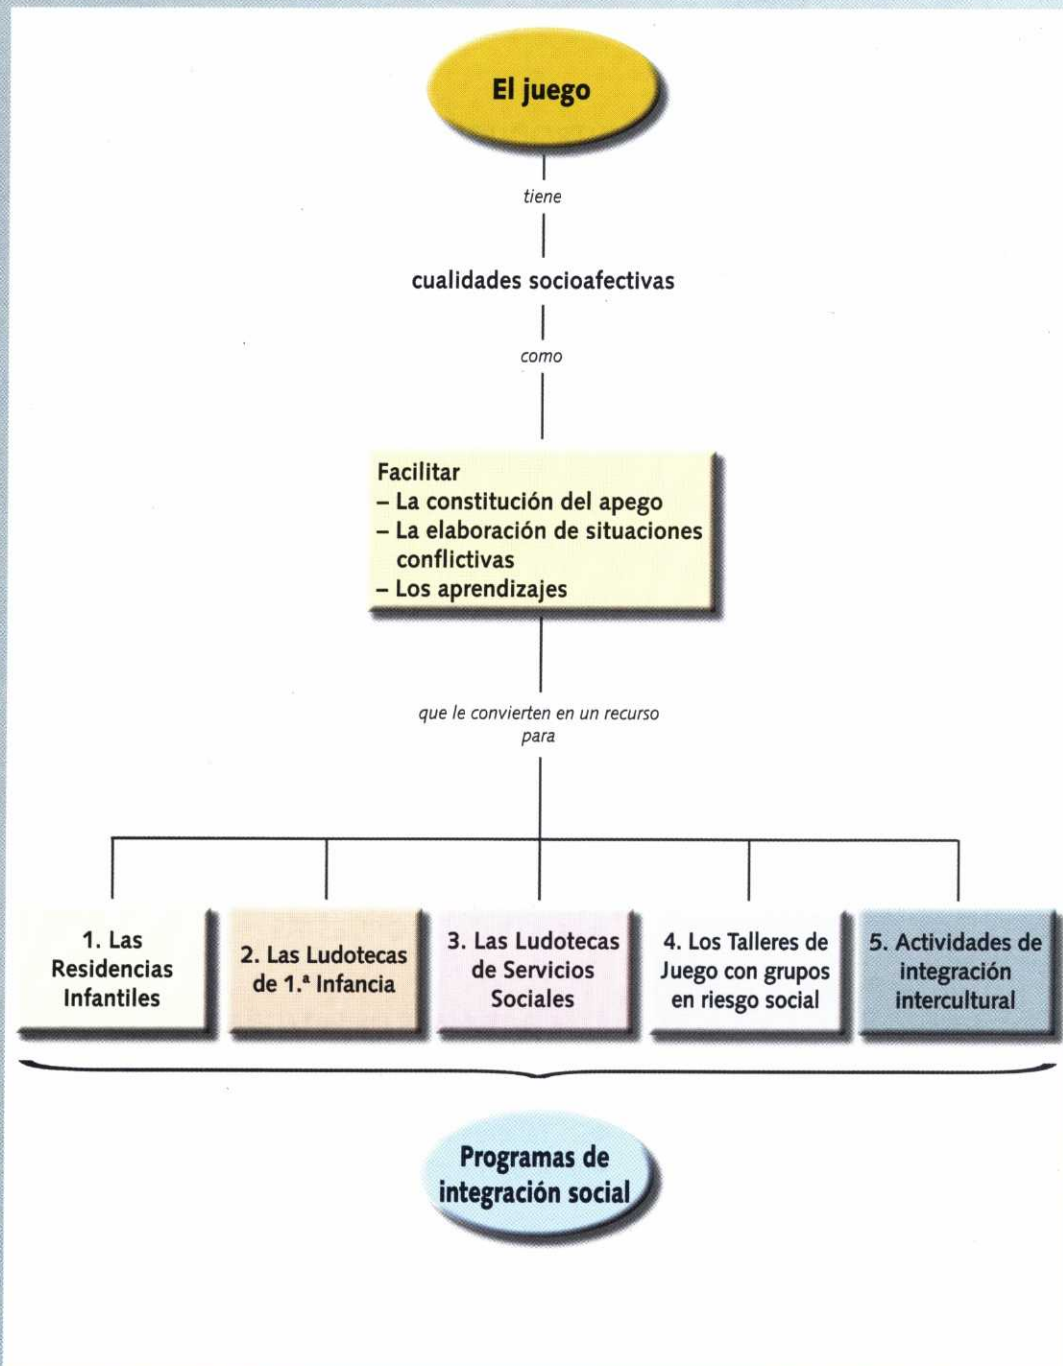 El juego
tiene
cualidades socioafectivas
como
Facilitar
– La constitución del apego
– La elaboración de situaciones
conflictivas
– Los aprendizajes
que le convierten en un recurso
para
1. Las
Residencias
Infantiles
2. Las Ludotecas
de 1.ª Infancia
3. Las Ludotecas
de Servicios
Sociales
4. Los Talleres de
Juego con grupos
en riesgo social
5. Actividades de
integración
intercultural
Programas de
integración social